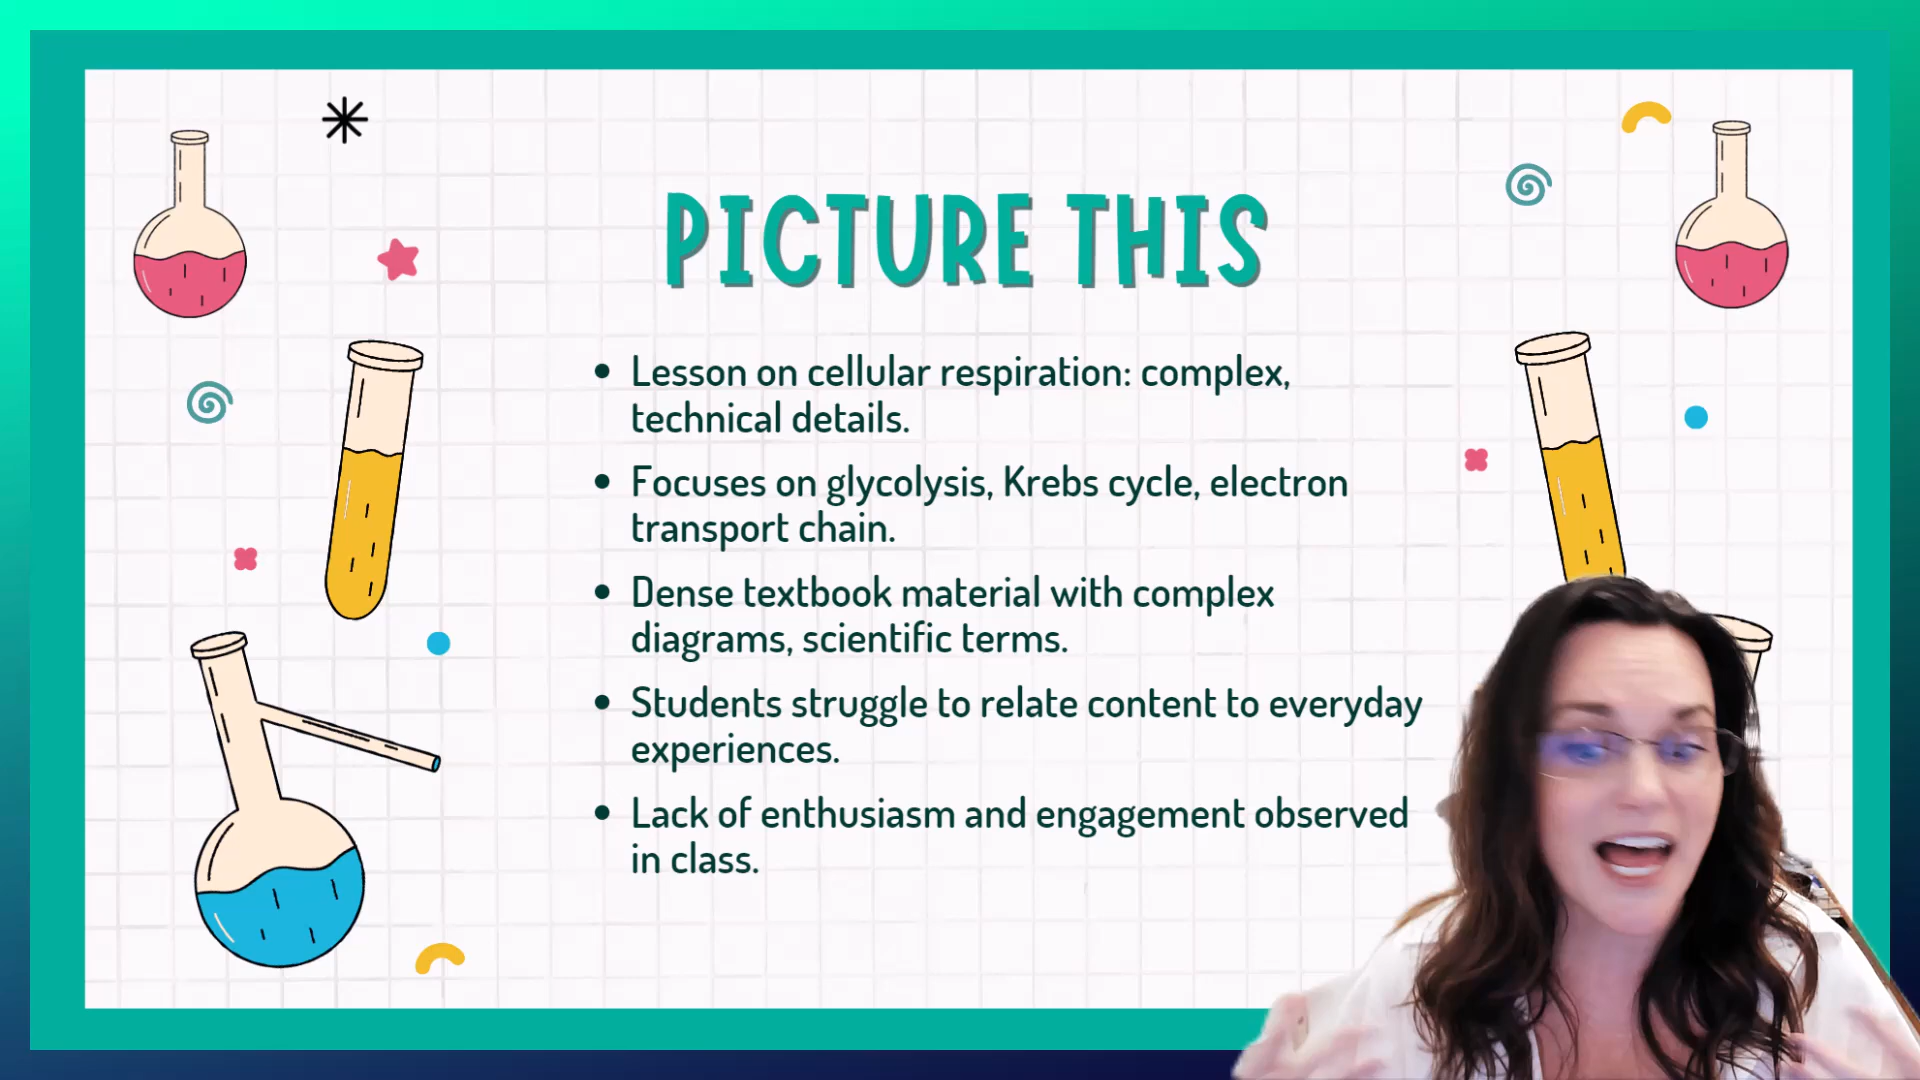 PICTURE THIS
• Lesson on cellular respiration: complex,
technical details.
• Focuses on glycolysis, Krebs cycle, electron
transport chain.
• Dense textbook material with complex
diagrams, scientific terms.
• Students struggle to relate content to everyday
experiences.
• Lack of enthusiasm and engagement observed
in class.